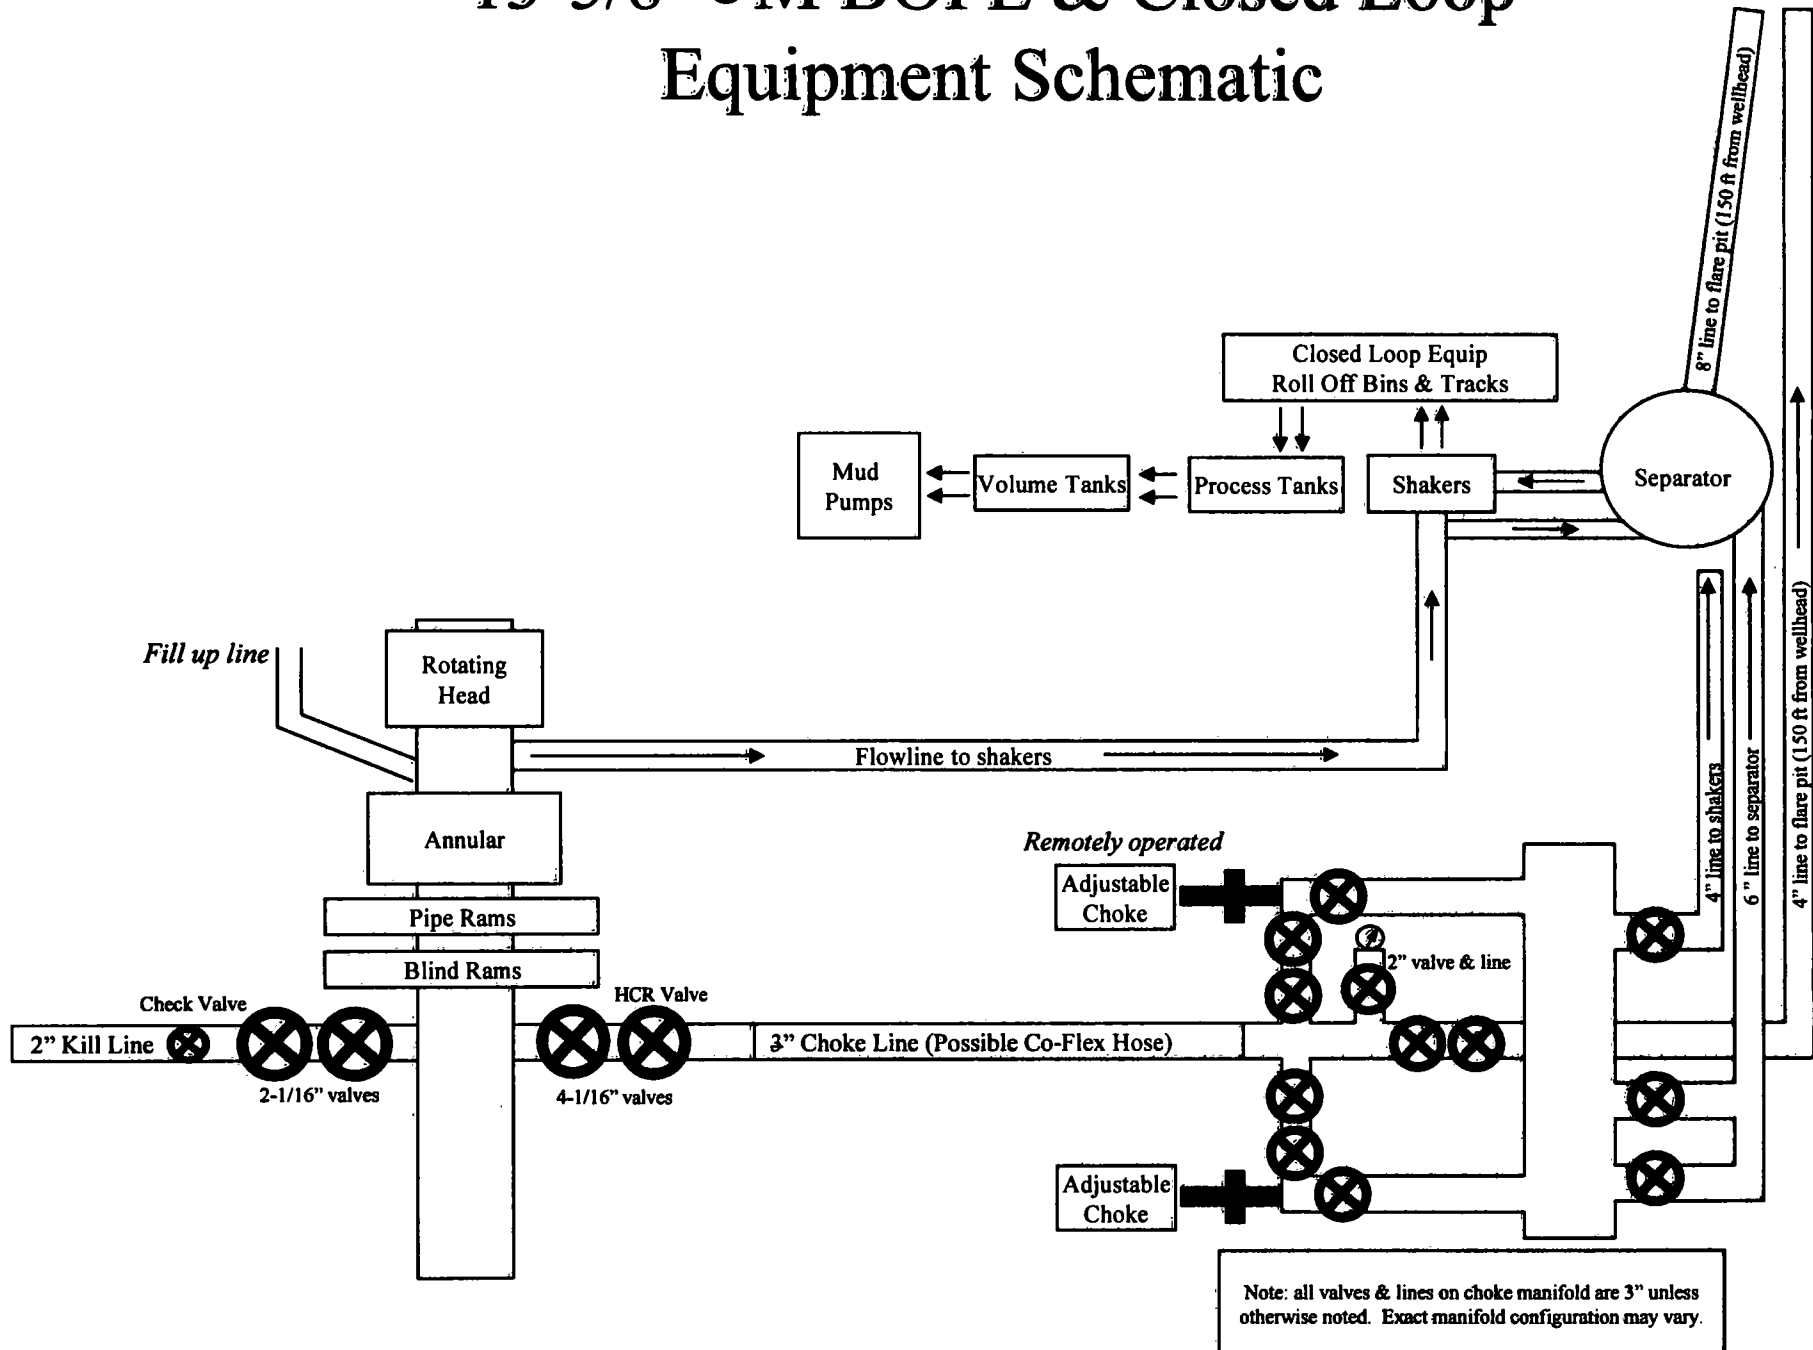 BOPE & Closed Loop
Equipment Schematic
8” line to flare pit (150 ft from wellhead)
Closed Loop Equip
Roll Off Bins & Tracks
Mud
Pumps
Volume Tanks
Process Tanks
Shakers
Separator
Fill up line
Rotating
Head
Flowline to shakers
4” line to shakers
6” line to separator
4” line to flare pit (150 ft from wellhead)
Annular
Remotely operated
Adjustable
Choke
Pipe Rams
Blind Rams
2” valve & line
Check Valve
HCR Valve
2” Kill Line
3” Choke Line (Possible Co-Flex Hose)
2-1/16” valves
4-1/16” valves
Adjustable
Choke
Note: all valves & lines on choke manifold are 3” unless
otherwise noted. Exact manifold configuration may vary.